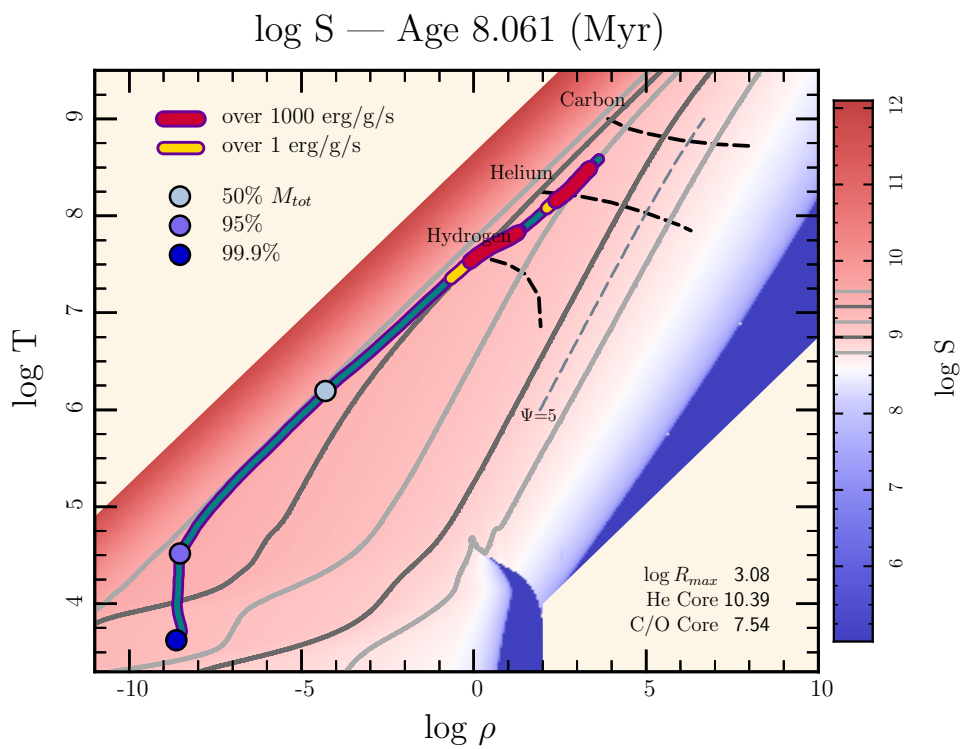 log S — Age 8.061 (Myr)
over 1000 erg/g/s
over 1 erg/g/s
50% M_tot
95%
99.9%
Carbon
Helium
Hydrogen
Ψ=5
log R_max 3.08
He Core 10.39
C/O Core 7.54
log T
9
8
7
6
5
4
-10
-5
0
5
10
log ρ
12
11
10
9
8
7
6
log S